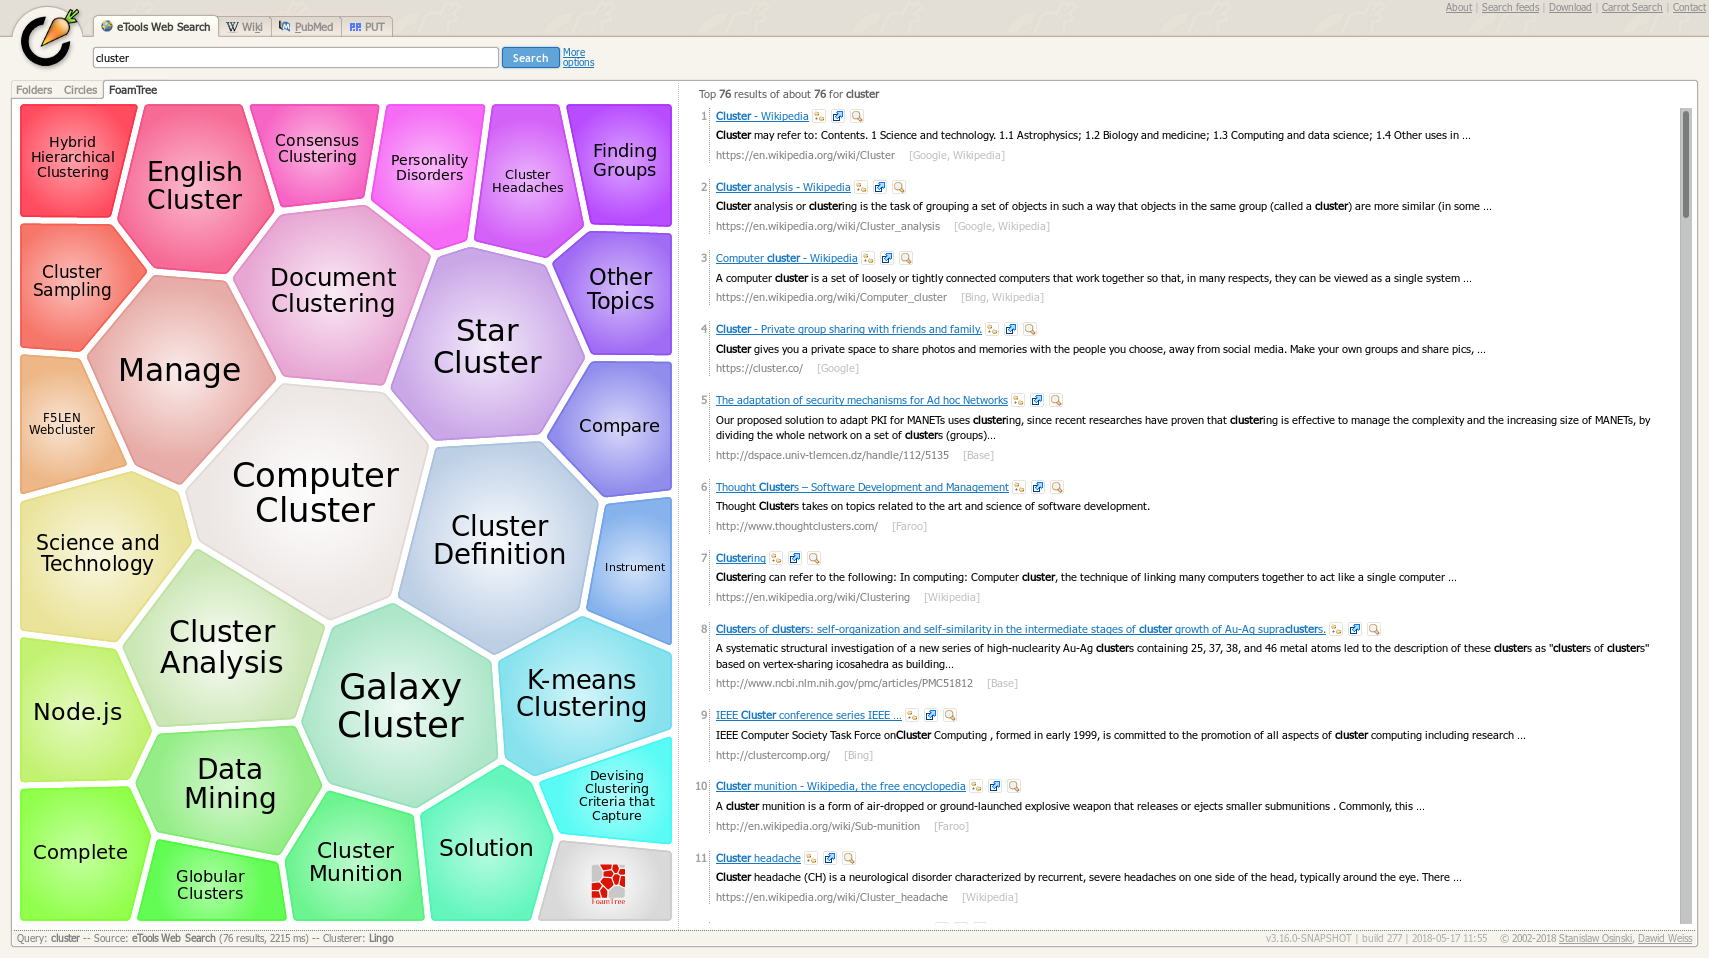 About | Search feeds | Download | Carrot Search | Contact
eTools Web Search
Wiki
PubMed
PUT
cluster
Search
More
options
Folders
Circles
FoamTree
Hybrid
Hierarchical
Clustering
English
Cluster
Consensus
Clustering
Personality
Disorders
Cluster
Headaches
Finding
Groups
Cluster
Sampling
Document
Clustering
Other
Topics
Manage
Star
Cluster
F5LEN
Webcluster
Compare
Computer
Cluster
Cluster
Definition
Science and
Technology
Instrument
Cluster
Analysis
Galaxy
Cluster
K-means
Clustering
Node.js
Data
Mining
Devising
Clustering
Criteria that
Capture
Complete
Globular
Clusters
Cluster
Munition
Solution
FoamTree
Top 76 results of about 76 for cluster
1 Cluster - Wikipedia
Cluster may refer to: Contents. 1 Science and technology. 1.1 Astrophysics; 1.2 Biology and medicine; 1.3 Computing and data science; 1.4 Other uses in ...
https://en.wikipedia.org/wiki/Cluster [Google, Wikipedia]
2 Cluster analysis - Wikipedia
Cluster analysis or clustering is the task of grouping a set of objects in such a way that objects in the same group (called a cluster) are more similar (in some ...
https://en.wikipedia.org/wiki/Cluster_analysis [Google, Wikipedia]
3 Computer cluster - Wikipedia
A computer cluster is a set of loosely or tightly connected computers that work together so that, in many respects, they can be viewed as a single system ...
https://en.wikipedia.org/wiki/Computer_cluster [Bing, Wikipedia]
4 Cluster - Private group sharing with friends and family.
Cluster gives you a private space to share photos and memories with the people you choose, away from social media. Make your own groups and share pics, ...
https://cluster.co/ [Google]
5 The adaptation of security mechanisms for Ad hoc Networks
Our proposed solution to adapt PKI for MANETs uses clustering, since recent researches have proven that clustering is effective to manage the complexity and the increasing size of MANETs, by
dividing the whole network on a set of clusters (groups)...
http://dspace.univ-tlemcen.dz/handle/112/5135 [Base]
6 Thought Clusters – Software Development and Management
Thought Clusters takes on topics related to the art and science of software development.
http://www.thoughtclusters.com/ [Faroo]
7 Clustering
Clustering can refer to the following: In computing: Computer cluster, the technique of linking many computers together to act like a single computer ...
https://en.wikipedia.org/wiki/Clustering [Wikipedia]
8 Clusters of clusters: self-organization and self-similarity in the intermediate stages of cluster growth of Au-Ag supraclusters.
A systematic structural investigation of a new series of high-nuclearity Au-Ag clusters containing 25, 37, 38, and 46 metal atoms led to the description of these clusters as "clusters of clusters"
based on vertex-sharing icosahedra as building...
http://www.ncbi.nlm.nih.gov/pmc/articles/PMC51812 [Base]
9 IEEE Cluster conference series IEEE ...
IEEE Computer Society Task Force onCluster Computing , formed in early 1999, is committed to the promotion of all aspects of cluster computing including research ...
http://clustercomp.org/ [Bing]
10 Cluster munition - Wikipedia, the free encyclopedia
A cluster munition is a form of air-dropped or ground-launched explosive weapon that releases or ejects smaller submunitions . Commonly, this ...
http://en.wikipedia.org/wiki/Sub-munition [Faroo]
11 Cluster headache
Cluster headache (CH) is a neurological disorder characterized by recurrent, severe headaches on one side of the head, typically around the eye. There ...
https://en.wikipedia.org/wiki/Cluster_headache [Wikipedia]
Query: cluster -- Source: eTools Web Search (76 results, 2215 ms) -- Clusterer: Lingo
v3.16.0-SNAPSHOT | build 277 | 2018-05-17 11:55 © 2002-2018 Stanislaw Osinski, Dawid Weiss